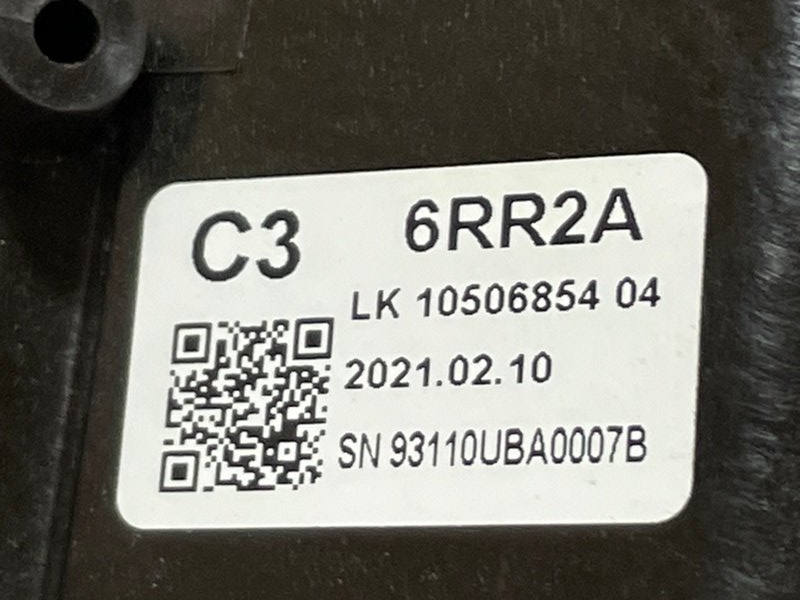 C3 6RR2A
LK 10506854 04
2021.02.10
SN 93110UBA0007B